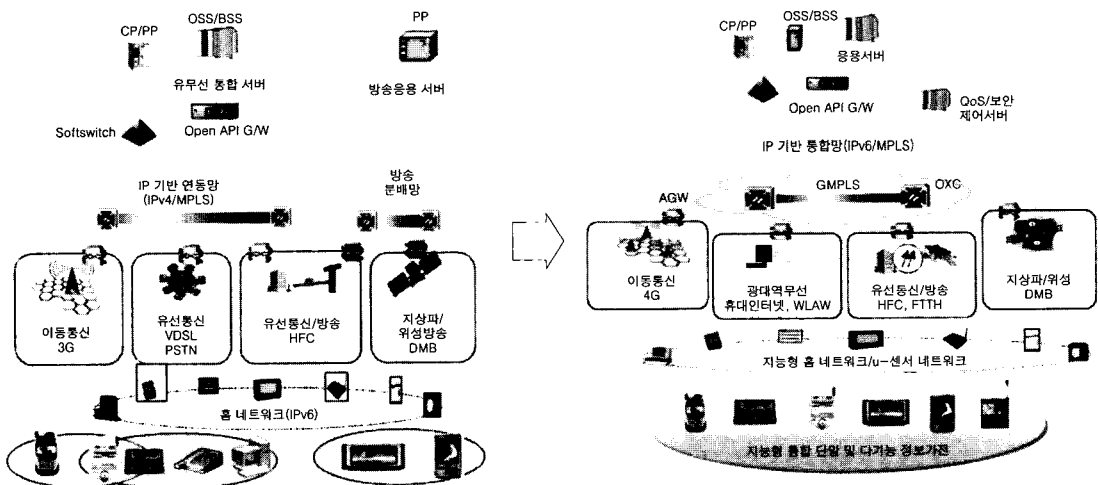 CP/PP
OSS/BSS
유무선 통합 서버
PP
방송응용 서버
Softswitch
Open API G/W
IP 기반 연동망
(IPv4/MPLS)
방송
분배망
이동통신
3G
유선통신
VDSL
PSTN
유선통신/방송
HFC
지상파/
위성방송
DMB
홈 네트워크(IPv6)
CP/PP
OSS/BSS
응용서버
Open API G/W
QoS/보안
제어서버
IP 기반 통합망(IPv6/MPLS)
AGW
GMPLS
OXC
이동통신
4G
광대역무선
휴대인터넷, WLAW
유선통신/방송
HFC, FTTH
지상파/위성
DMB
지능형 홈 네트워크/u-센서 네트워크
지능형 통합 단말 및 다기능 정보가전